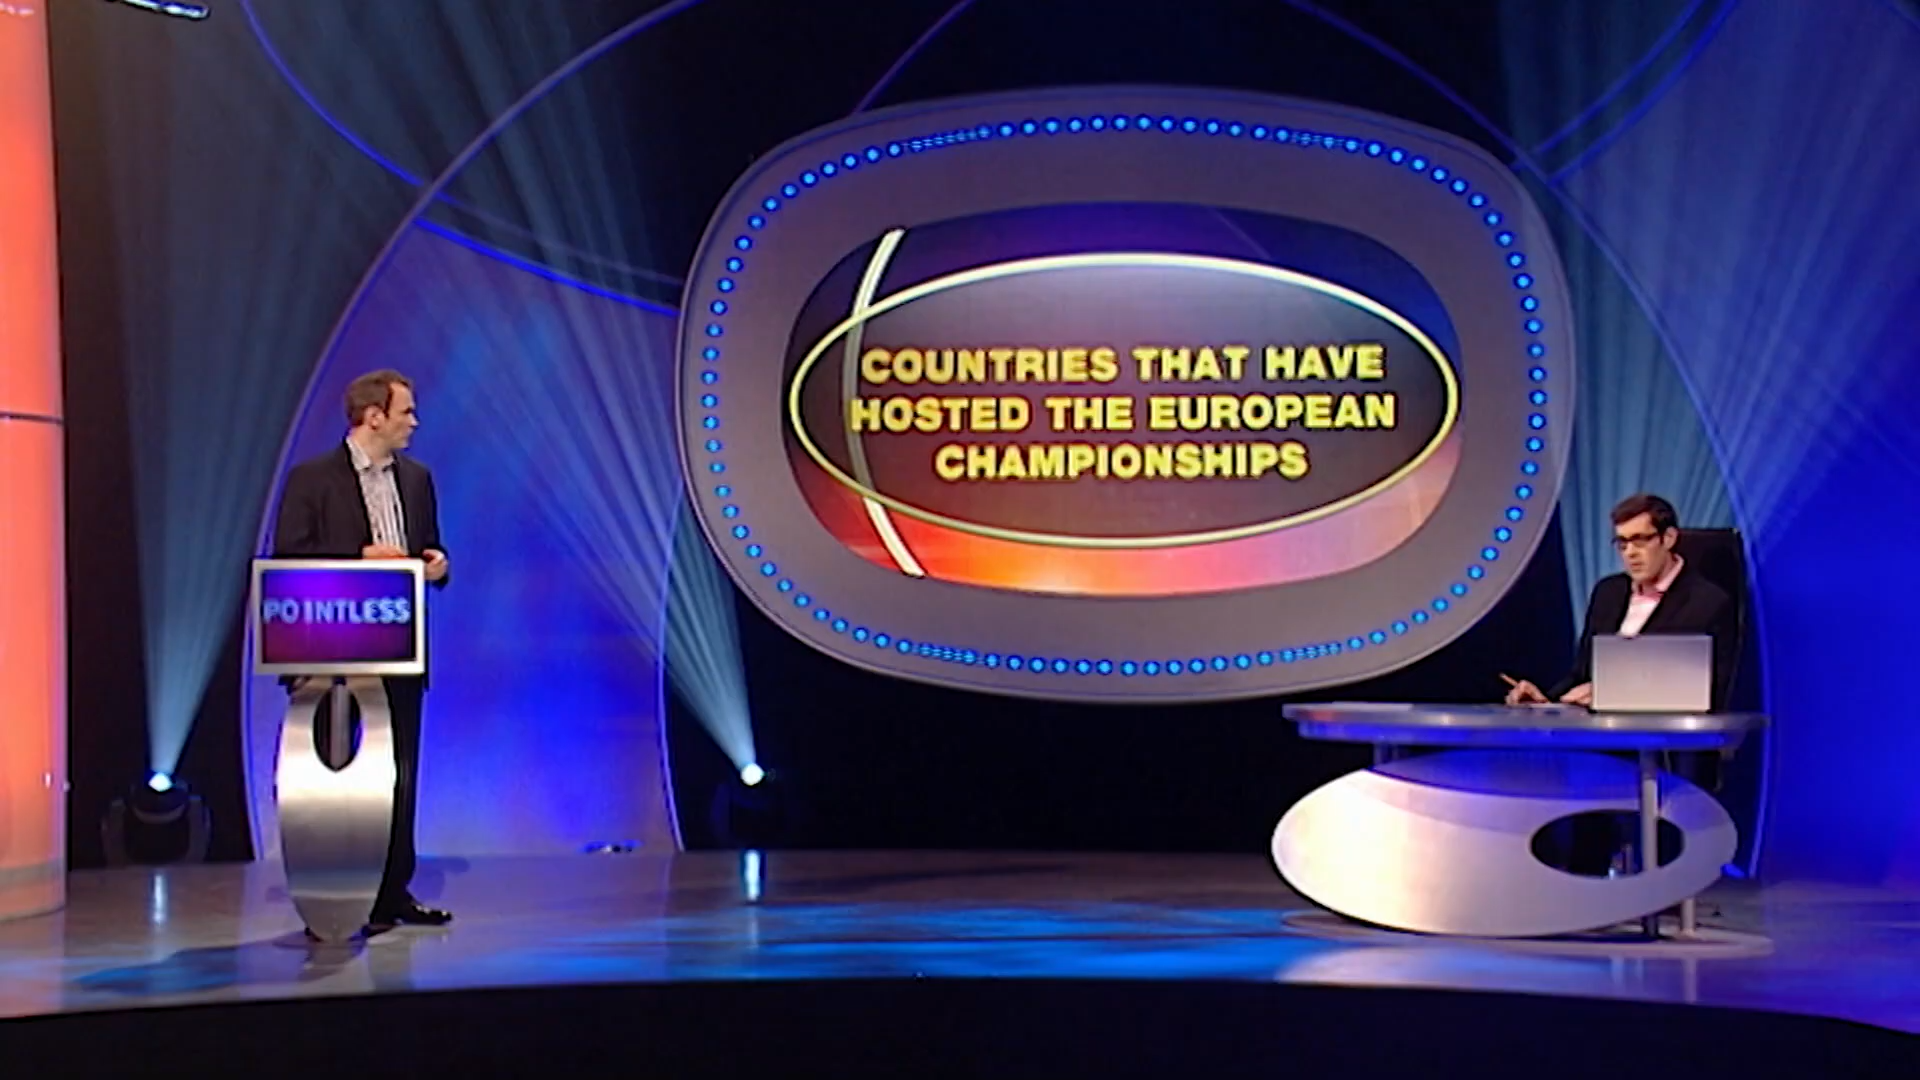 COUNTRIES THAT HAVE
HOSTED THE EUROPEAN
CHAMPIONSHIPS
POINTLESS